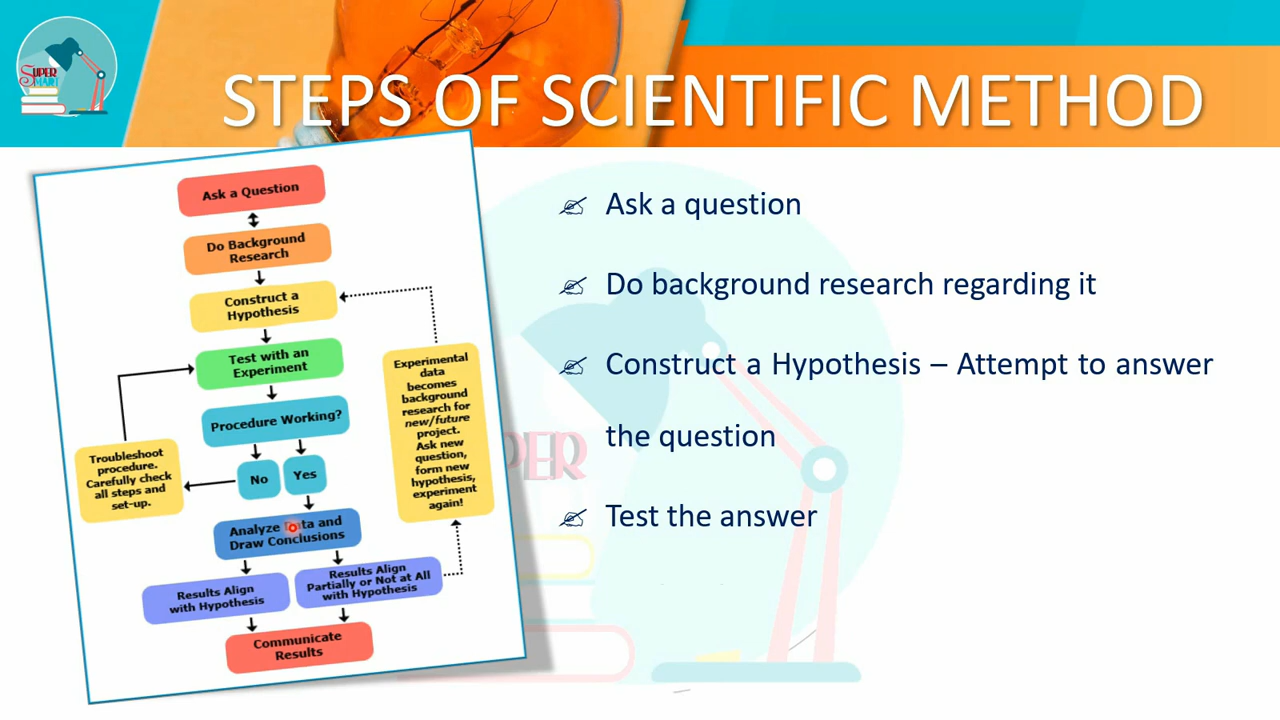 SUPER
SMART
STEPS OF SCIENTIFIC METHOD
Ask a Question
Do Background
Research
Construct a
Hypothesis
Test with an
Experiment
Procedure Working?
No
Yes
Troubleshoot
procedure.
Carefully check
all steps and
set-up.
Experimental
data
becomes
background
research for
new/future
project.
Ask new
question,
form new
hypothesis,
experiment
again!
Analyze Data and
Draw Conclusions
Results Align
with Hypothesis
Results Align
Partially or Not at All
with Hypothesis
Communicate
Results
Ask a question
Do background research regarding it
Construct a Hypothesis – Attempt to answer
the question
Test the answer
PER